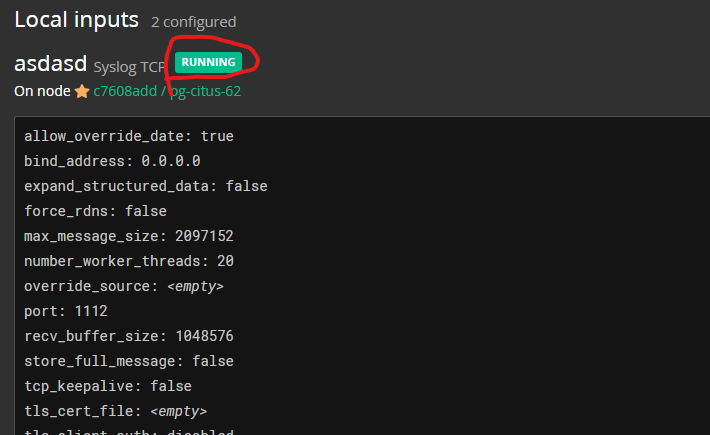 Local inputs 2 configured
asdasd Syslog TCP RUNNING
On node c7608add / pg-citus-62
allow_override_date: true
bind_address: 0.0.0.0
expand_structured_data: false
force_rdns: false
max_message_size: 2097152
number_worker_threads: 20
override_source: <empty>
port: 1112
recv_buffer_size: 1048576
store_full_message: false
tcp_keepalive: false
tls_cert_file: <empty>
tls_client_auth: disabled